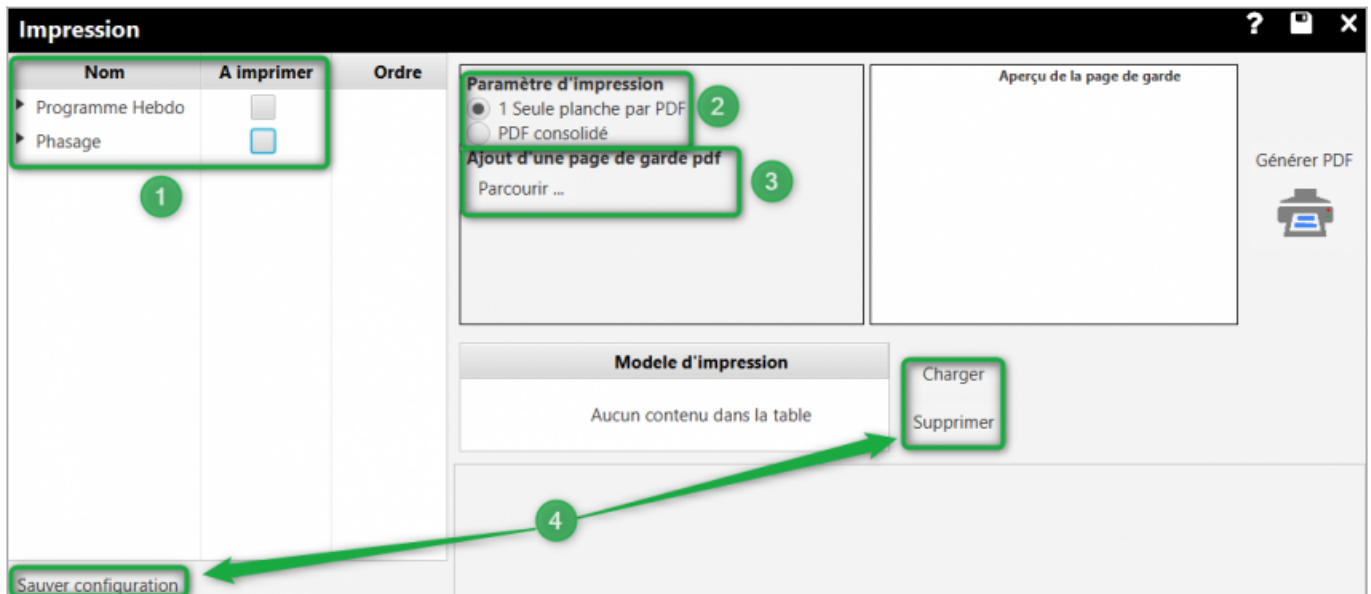 Impression
?
Nom A imprimer Ordre
Programme Hebdo
Phasage
1
Paramètre d'impression
1 Seule planche par PDF
PDF consolidé
2
Ajout d'une page de garde pdf
Parcourir ...
3
Aperçu de la page de garde
Générer PDF
Modele d'impression
Aucun contenu dans la table
Charger
Supprimer
4
Sauver configuration